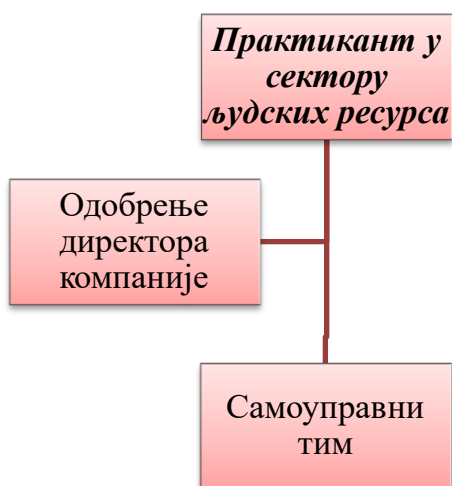 Практикант у
сектору
људских ресурса
Одобрење
директора
компаније
Самоуправни
тим